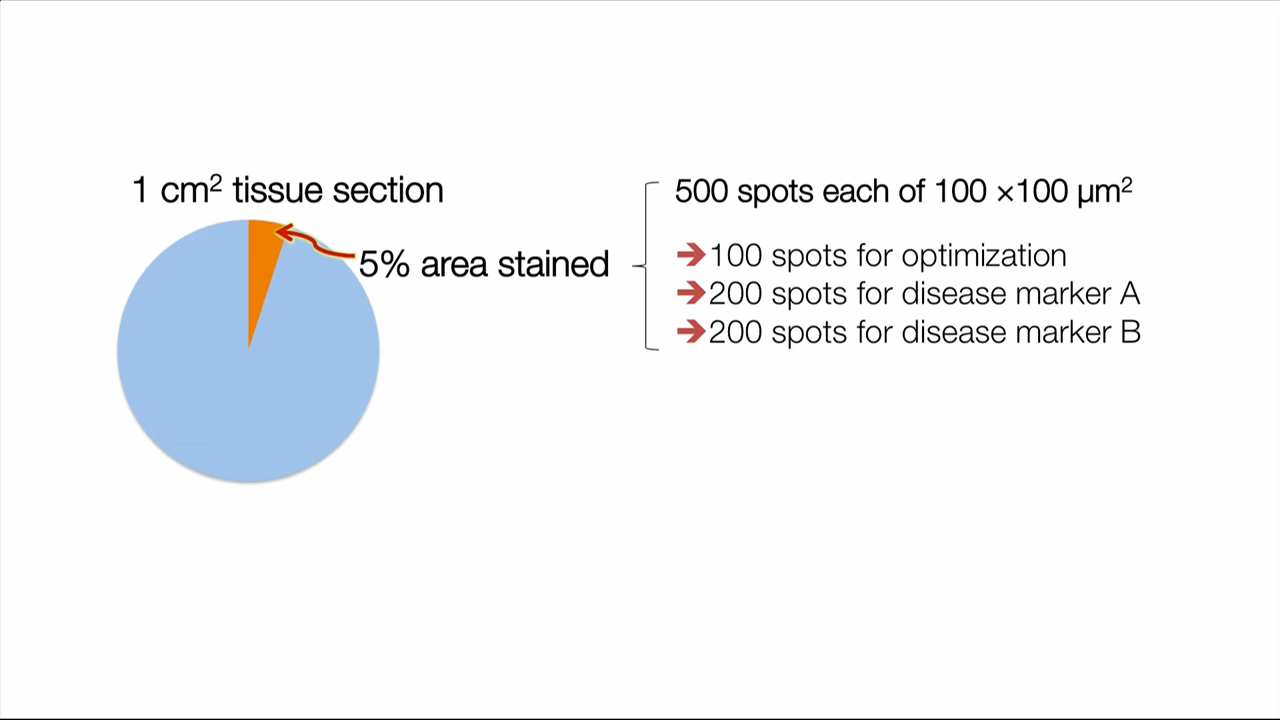 1 cm² tissue section
5% area stained
500 spots each of 100 ×100 µm²
➔100 spots for optimization
➔200 spots for disease marker A
➔200 spots for disease marker B